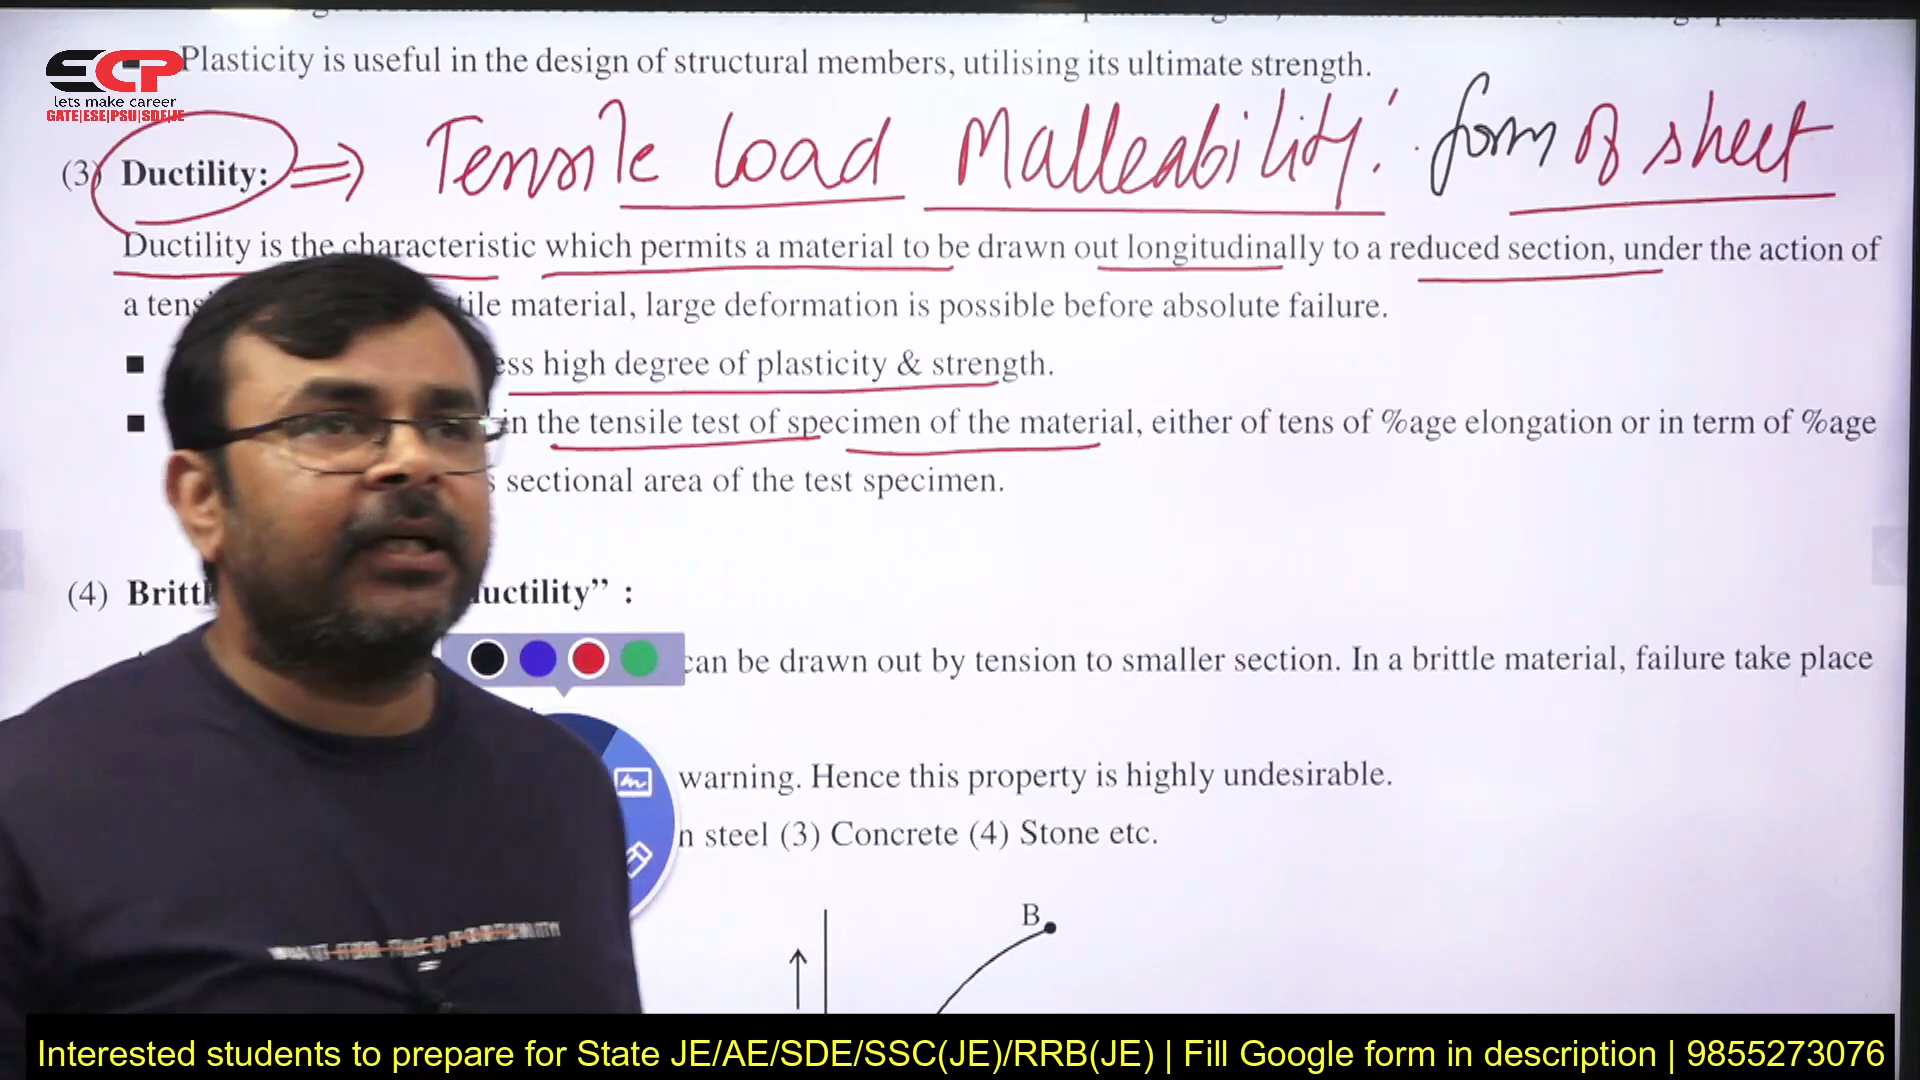 Plasticity is useful in the design of structural members, utilising its ultimate strength.
ECP
lets make career
GATE|ESE|PSU|SDE|JE
(3) Ductility: ⇒ Tensile load Malleability: form of sheet
Ductility is the characteristic which permits a material to be drawn out longitudinally to a reduced section, under the action of
a tens tile material, large deformation is possible before absolute failure.
ess high degree of plasticity & strength.
in the tensile test of specimen of the material, either of tens of %age elongation or in term of %age
s sectional area of the test specimen.
(4) Brittl uctility” :
can be drawn out by tension to smaller section. In a brittle material, failure take place
warning. Hence this property is highly undesirable.
n steel (3) Concrete (4) Stone etc.
B
Interested students to prepare for State JE/AE/SDE/SSC(JE)/RRB(JE) | Fill Google form in description | 9855273076